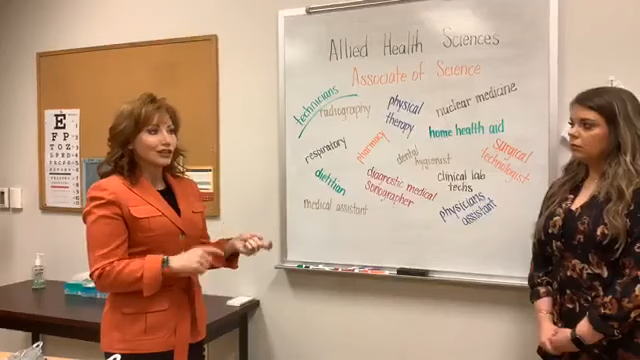 Allied Health Sciences
Associate of Science
technicians
radiography
physical
therapy
nuclear medicine
home health aid
respiratory
pharmacy
dental
hygienist
surgical
technologist
dietitian
diagnostic medical
sonographer
clinical lab
techs
medical assistant
physicians
assistant
E
F P
T O Z
L P E D